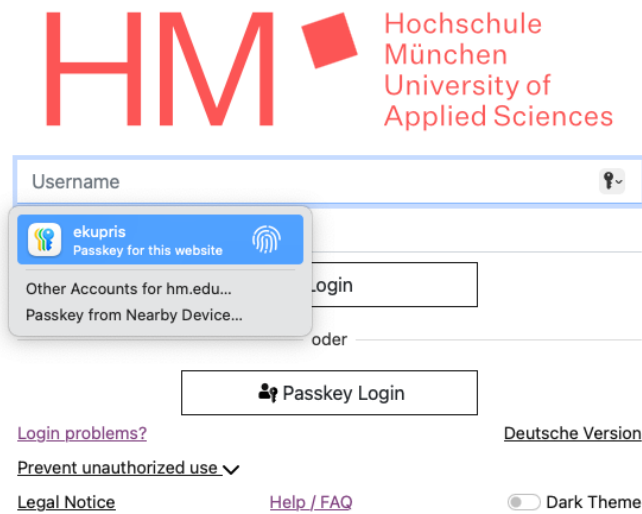 HM
Hochschule
München
University of
Applied Sciences
Username
ekupris
Passkey for this website
Other Accounts for hm.edu...
Passkey from Nearby Device...
Login
oder
Passkey Login
Login problems?
Deutsche Version
Prevent unauthorized use
Legal Notice
Help / FAQ
Dark Theme